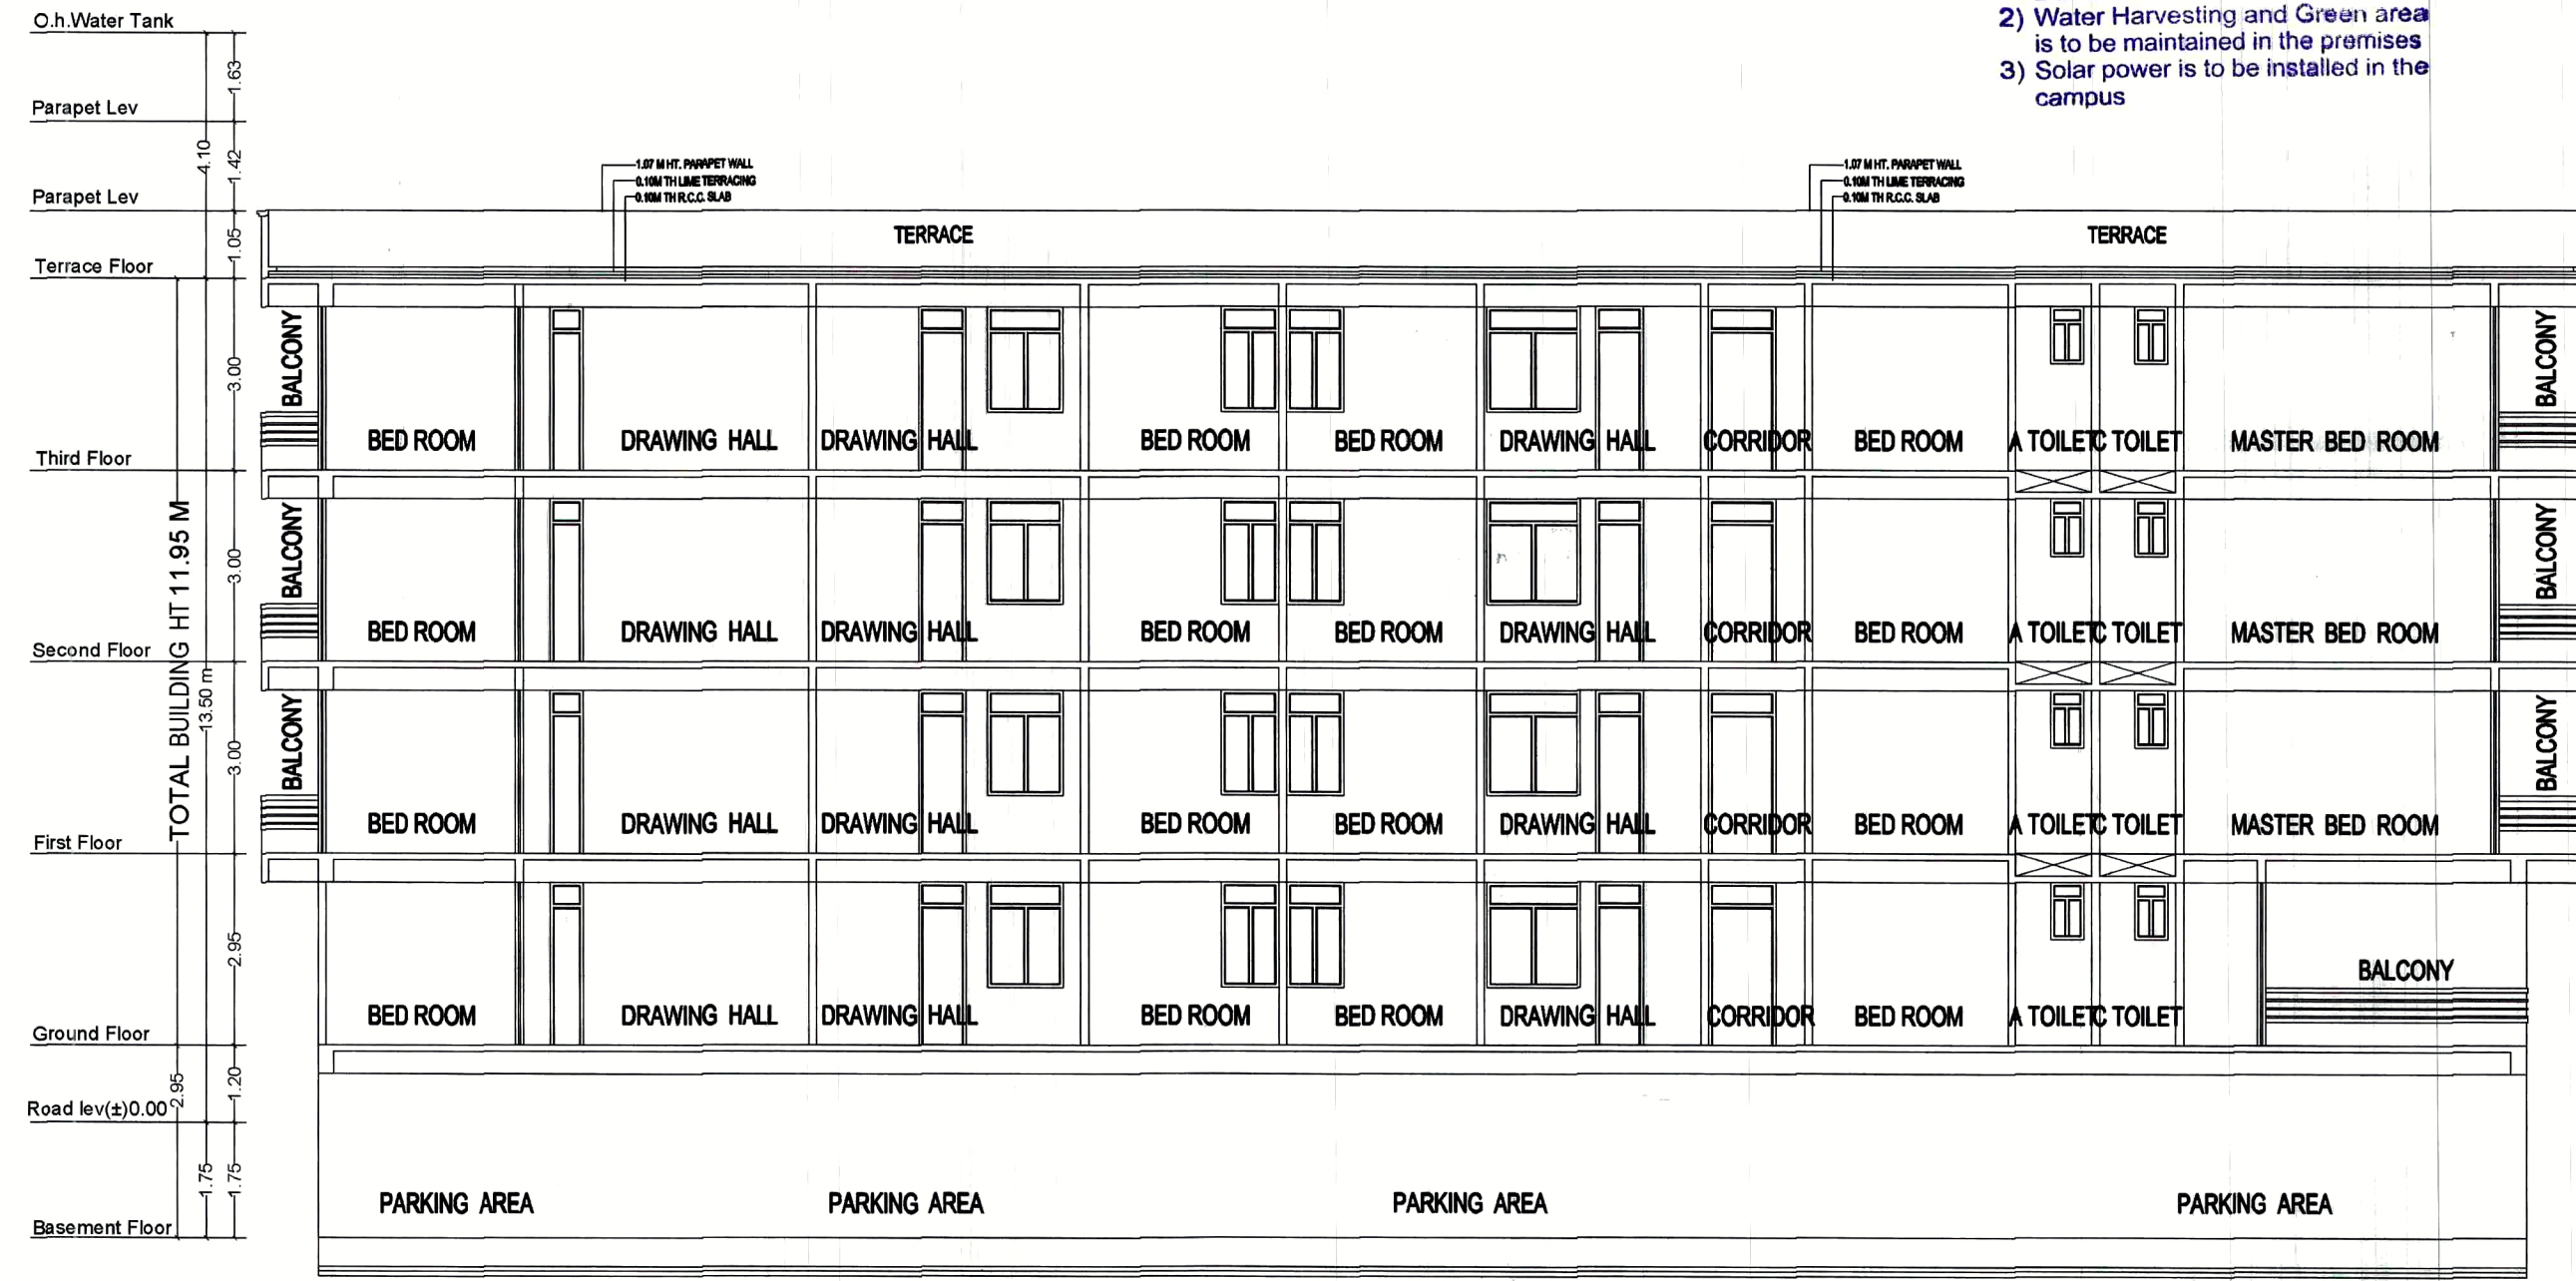 2) Water Harvesting and Green area
is to be maintained in the premises
3) Solar power is to be installed in the
campus
O.h.Water Tank
1.63
Parapet Lev
4.10
1.42
Parapet Lev
1.05
Terrace Floor
1.07 M HT. PARAPET WALL
0.10M TH LIME TERRACING
0.10M TH R.C.C. SLAB
1.07 M HT. PARAPET WALL
0.10M TH LIME TERRACING
0.10M TH R.C.C. SLAB
TERRACE TERRACE
3.00
BALCONY BALCONY
BED ROOM DRAWING HALL DRAWING HALL BED ROOM BED ROOM DRAWING HALL CORRIDOR BED ROOM A TOILET C TOILET MASTER BED ROOM
Third Floor
3.00
BALCONY BALCONY
BED ROOM DRAWING HALL DRAWING HALL BED ROOM BED ROOM DRAWING HALL CORRIDOR BED ROOM A TOILET C TOILET MASTER BED ROOM
Second Floor
TOTAL BUILDING HT 11.95 M
13.50 m
3.00
BALCONY BALCONY
BED ROOM DRAWING HALL DRAWING HALL BED ROOM BED ROOM DRAWING HALL CORRIDOR BED ROOM A TOILET C TOILET MASTER BED ROOM
First Floor
2.95
BALCONY
BED ROOM DRAWING HALL DRAWING HALL BED ROOM BED ROOM DRAWING HALL CORRIDOR BED ROOM A TOILET C TOILET
Ground Floor
2.95
1.20
Road lev(±)0.00
1.75
1.75
PARKING AREA PARKING AREA PARKING AREA PARKING AREA
Basement Floor